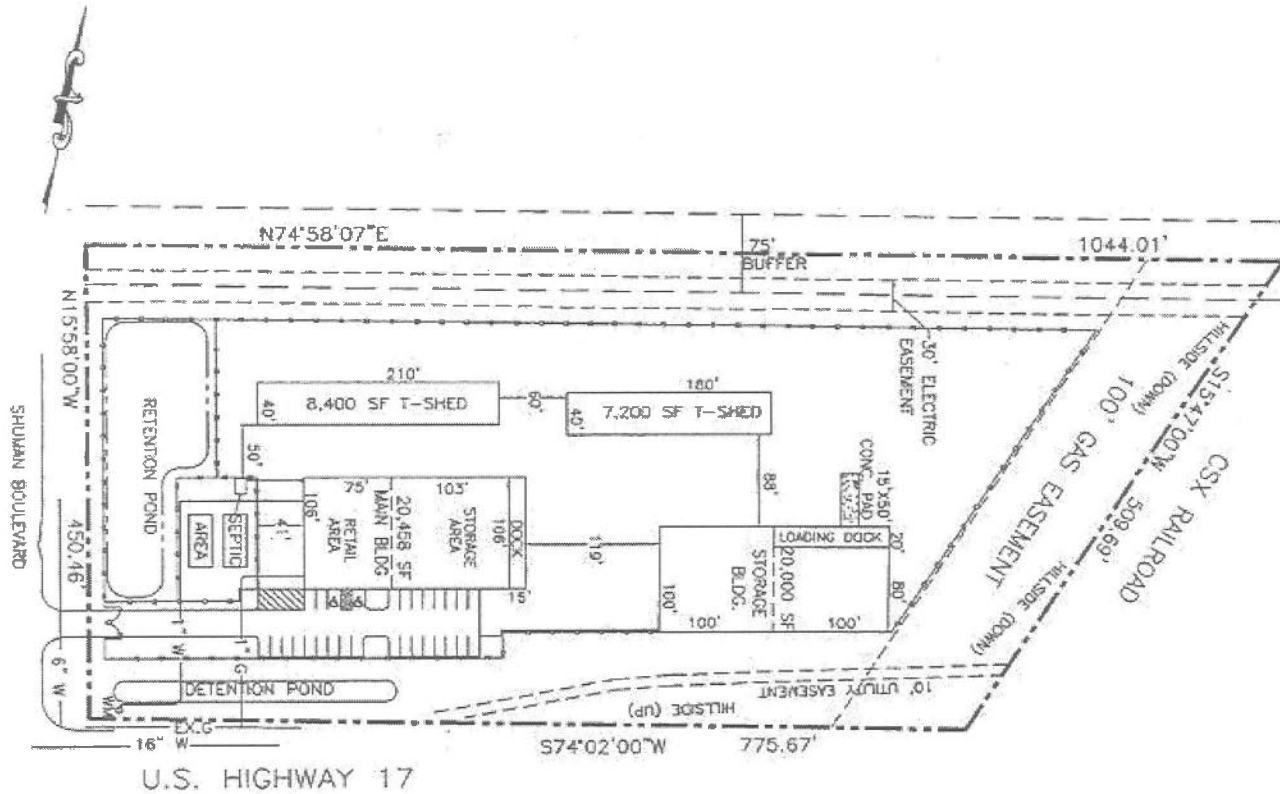 N74°58'07"E
75'
BUFFER
1044.01'
N15°58'00"W
450.46'
SHUMAN BOULEVARD
RETENTION POND
30' ELECTRIC
EASEMENT
HILLSIDE (DOWN)
S15°47'00"W
509.69'
CSX RAILROAD
100' GAS EASEMENT
HILLSIDE (DOWN)
210'
40'
8,400 SF T-SHED
60'
180'
40'
7,200 SF T-SHED
50'
88'
15'X50'
CONC. PAD
SEPTIC
AREA
41'
106'
75'
RETAIL
AREA
20,458 SF
MAIN BLDG
103'
STORAGE
AREA
106'
DOCK
15'
119'
LOADING DOCK
20'
80'
100'
20,000 SF
STORAGE
BLDG.
100'
100'
1" W
1" G
6" W
WM
DETENTION POND
10' UTILITY EASEMENT
HILLSIDE (UP)
EX.G
16" W
S74°02'00"W
775.67'
U.S. HIGHWAY 17